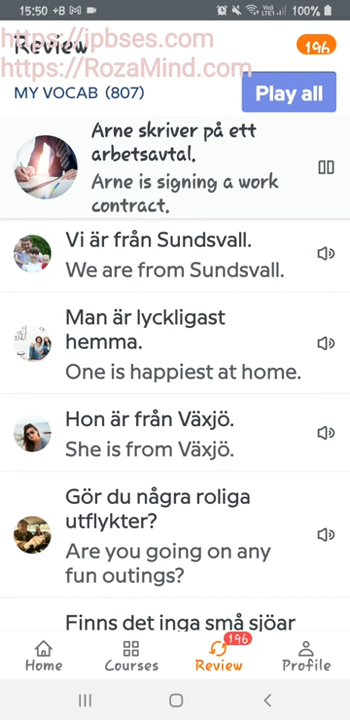 15:50 +B
100%
https://jpbses.com
Review
196
https://RozaMind.com
MY VOCAB (807)
Play all
Arne skriver på ett
arbetsavtal.
Arne is signing a work
contract.
Vi är från Sundsvall.
We are from Sundsvall.
Man är lyckligast
hemma.
One is happiest at home.
Hon är från Växjö.
She is from Växjö.
Gör du några roliga
utflykter?
Are you going on any
fun outings?
Finns det inga små sjöar
196
Home
Courses
Review
Profile